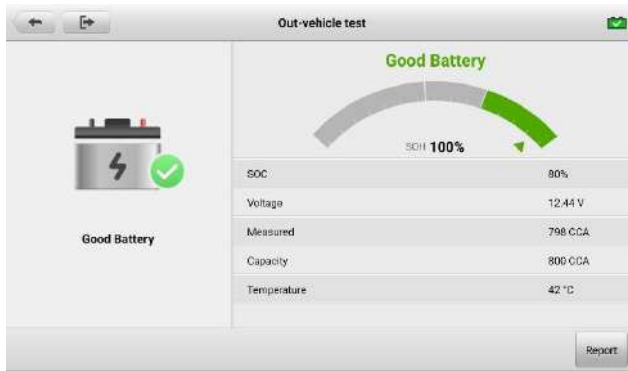 Out-vehicle test
Good Battery
Good Battery
SOH 100%
SOC 80%
Voltage 12.44 V
Measured 798 CCA
Capacity 800 CCA
Temperature 42 °C
Report